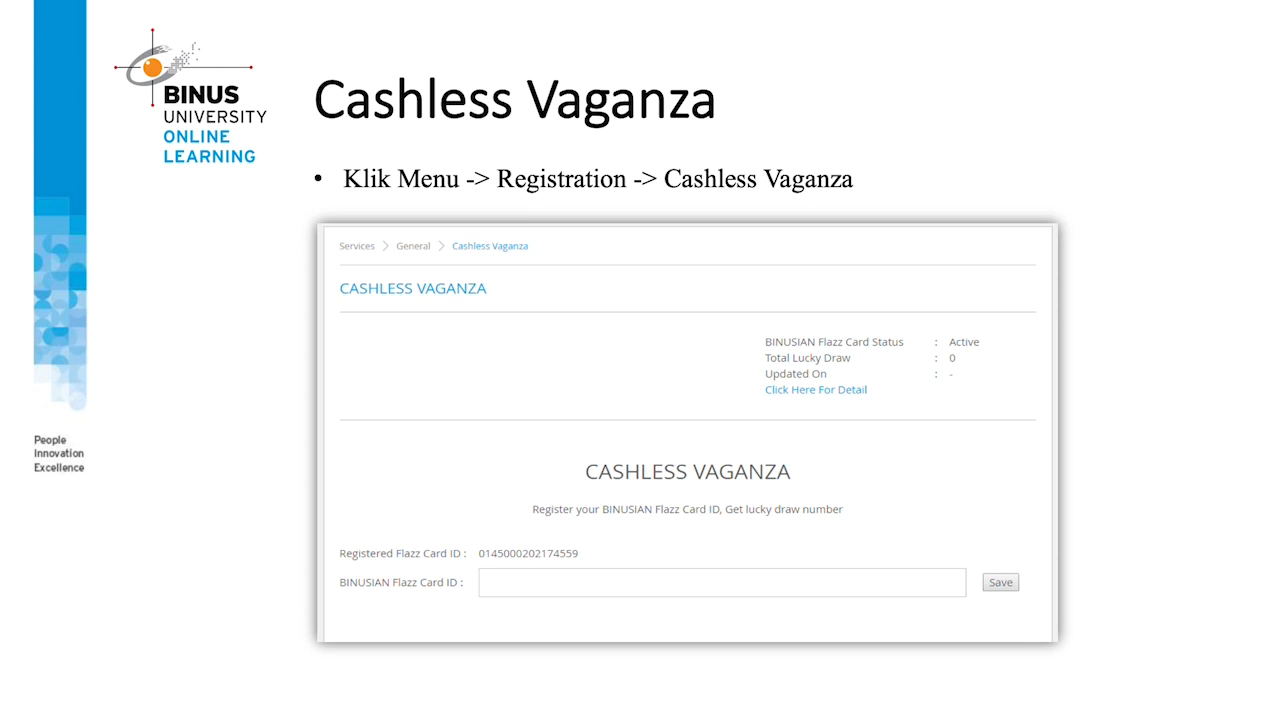 BINUS
UNIVERSITY
ONLINE
LEARNING
Cashless Vaganza
• Klik Menu -> Registration -> Cashless Vaganza
Services > General > Cashless Vaganza
CASHLESS VAGANZA
BINUSIAN Flazz Card Status : Active
Total Lucky Draw : 0
Updated On : -
Click Here For Detail
CASHLESS VAGANZA
Register your BINUSIAN Flazz Card ID, Get lucky draw number
Registered Flazz Card ID : 0145000202174559
BINUSIAN Flazz Card ID :
Save
People
Innovation
Excellence